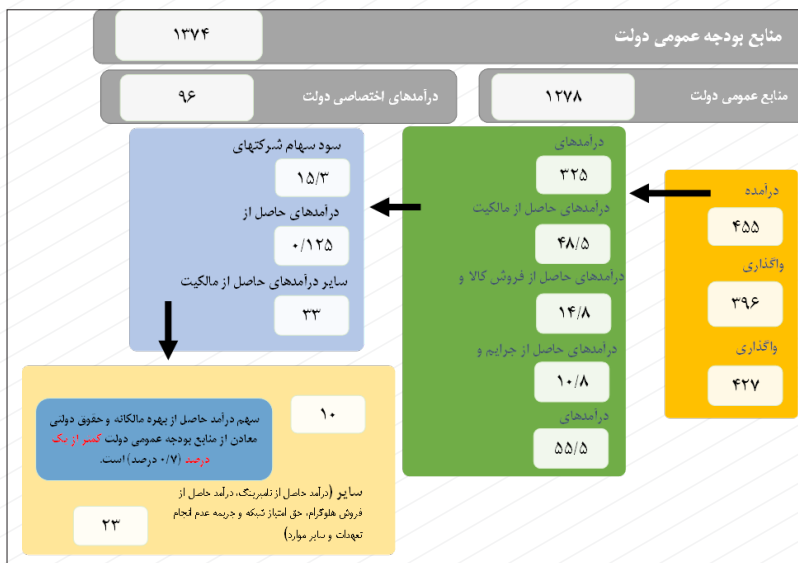 منابع بودجه عمومی دولت
۱۳۷۴
منابع عمومی دولت
۱۲۷۸
درآمدهای اختصاصی دولت
۹۶
درآمده
۴۵۵
واگذاری
۳۹۶
واگذاری
۴۲۷
درآمدهای
۳۲۵
درآمدهای حاصل از مالکیت
۴۸/۵
درآمدهای حاصل از فروش کالا و
۱۴/۸
درآمدهای حاصل از جرایم و
۱۰/۸
درآمدهای
۵۵/۵
سود سهام شرکتهای
۱۵/۳
درآمدهای حاصل از
۰/۱۲۵
سایر درآمدهای حاصل از مالکیت
۳۳
۱۰
سهم درآمد حاصل از بهره مالکانه و حقوق دولتی
معادن از منابع بودجه عمومی دولت کمتر از یک
درصد (۰/۷ درصد) است.
سایر (درآمد حاصل از نامبرینگ، درآمد حاصل از
فروش هلوگرام، حق امتیاز شبکه و جریمه عدم انجام
تعهدات و سایر موارد)
۲۳